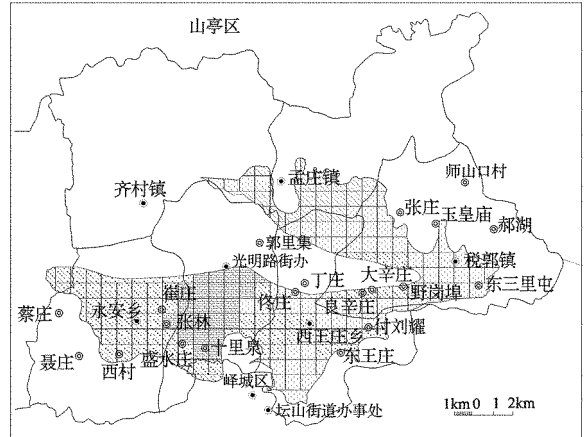 山亭区
孟庄镇
师山口村
齐村镇
张庄
玉皇庙
郝湖
郭里集
光明路街办
税郭镇
丁庄
大辛庄
东三里屯
崔庄
佟庄
良辛庄
野岗埠
蔡庄
永安乡
张林
西王庄乡
付刘耀
聂庄
西村
盛水庄
十里泉
东王庄
峄城区
坛山街道办事处
1km 0 1 2km